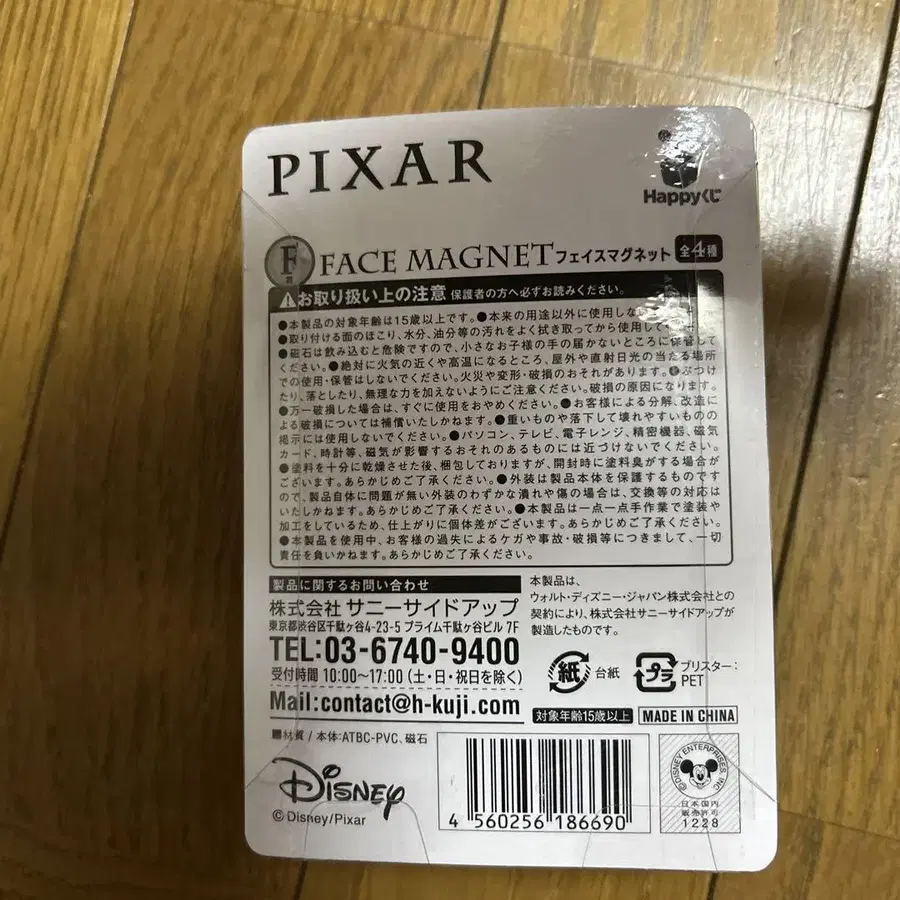 PIXAR
Happyくじ
F賞 FACE MAGNET フェイスマグネット 全4種
お取り扱い上の注意 保護者の方へ必ずお読みください。
●本製品の対象年齢は15歳以上です。●本来の用途以外に使用しな
●取り付ける面のほこり、水分、油分等の汚れをよく拭き取ってから使用して
●磁石は飲み込むと危険ですので、小さなお子様の手の届かないところに保管して
ください。●絶対に火気の近くや高温になるところ、屋外や直射日光の当たる場所
での使用・保管はしないでください。火災や変形・破損のおそれがあります。●ぶつけ
たり、落としたり、無理な力を加えないようにご注意ください。破損の原因になります。
●万一破損した場合は、すぐに使用をおやめください。●お客様による分解、改造に
よる破損については補償いたしかねます。●重いものや落下して壊れやすいものの
掲示には使用しないでください。●パソコン、テレビ、電子レンジ、精密機器、磁気
カード、時計等、磁気が影響するおそれのあるものには近づけないでください。
●塗料を十分に乾燥させた後、梱包しておりますが、開封時に塗料臭がする場合が
ございます。あらかじめご了承ください。●外装は製品本体を保護するものです
ので、製品自体に問題が無い外装のわずかな潰れや傷の場合は、交換等の対応は
いたしかねます。あらかじめご了承ください。●本製品は一点一点手作業で塗装や
加工をしているため、仕上がりに個体差がございます。あらかじめご了承ください。
●本製品を使用中、お客様の過失によるケガや事故・破損等につきまして、一切
責任を負いかねます。あらかじめご了承ください。
製品に関するお問い合わせ
株式会社 サニーサイドアップ
東京都渋谷区千駄ヶ谷4-23-5 プライム千駄ヶ谷ビル 7F
TEL:03-6740-9400
受付時間 10:00〜17:00 (土・日・祝日を除く)
Mail:contact@h-kuji.com
本製品は、
ウォルト・ディズニー・ジャパン株式会社との
契約により、株式会社サニーサイドアップが
製造したものです。
紙 台紙
プラ ブリスター:
PET
対象年齢15歳以上 MADE IN CHINA
■材質 / 本体:ATBC-PVC、磁石
Disney
© Disney/Pixar
4 560256 186690
©DISNEY ENTERPRISES, INC.
日本国内
販売許可
1228